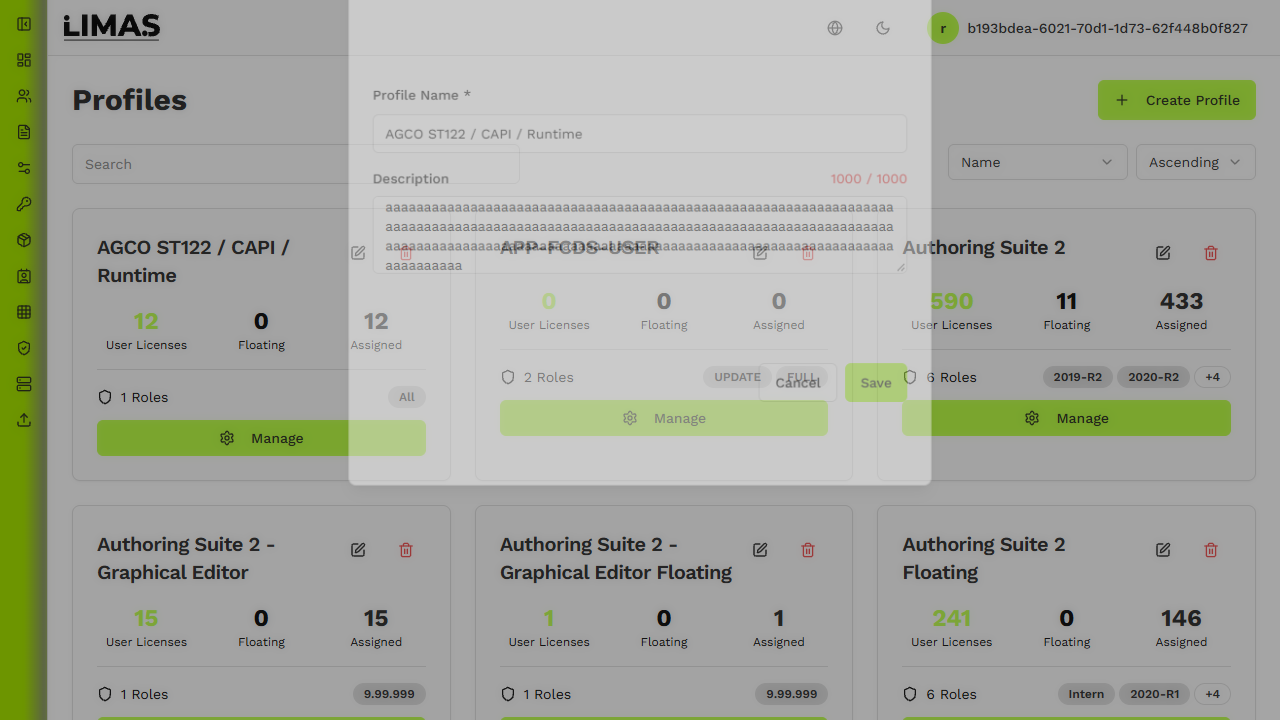 LIMAS
r
b193bdea-6021-70d1-1d73-62f448b0f827
Profiles
Create Profile
Search
Name
Ascending
Profile Name *
AGCO ST122 / CAPI / Runtime
Description
1000 / 1000
aaaaaaaaaaaaaaaaaaaaaaaaaaaaaaaaaaaaaaaaaaaaaaaaaaaaaaaaaaaaaaaaaa
aaaaaaaaaaaaaaaaaaaaaaaaaaaaaaaaaaaaaaaaaaaaaaaaaaaaaaaaaaaaaaaaaa
aaaaaaaaaaaaaaaaaaaaaaaaaaaaaaaaaaaaaaaaaaaaaaaaaaaaaaaaaaaaaaaaaa
aaaaaaaaaa
Cancel
Save
AGCO ST122 / CAPI /
Runtime
12
User Licenses
0
Floating
12
Assigned
1 Roles
All
Manage
APP-FCDS-USER
0
User Licenses
0
Floating
0
Assigned
2 Roles
UPDATE
FULL
Manage
Authoring Suite 2
590
User Licenses
11
Floating
433
Assigned
6 Roles
2019-R2
2020-R2
+4
Manage
Authoring Suite 2 -
Graphical Editor
15
User Licenses
0
Floating
15
Assigned
1 Roles
9.99.999
Authoring Suite 2 -
Graphical Editor Floating
1
User Licenses
0
Floating
1
Assigned
1 Roles
9.99.999
Authoring Suite 2
Floating
241
User Licenses
0
Floating
146
Assigned
6 Roles
Intern
2020-R1
+4